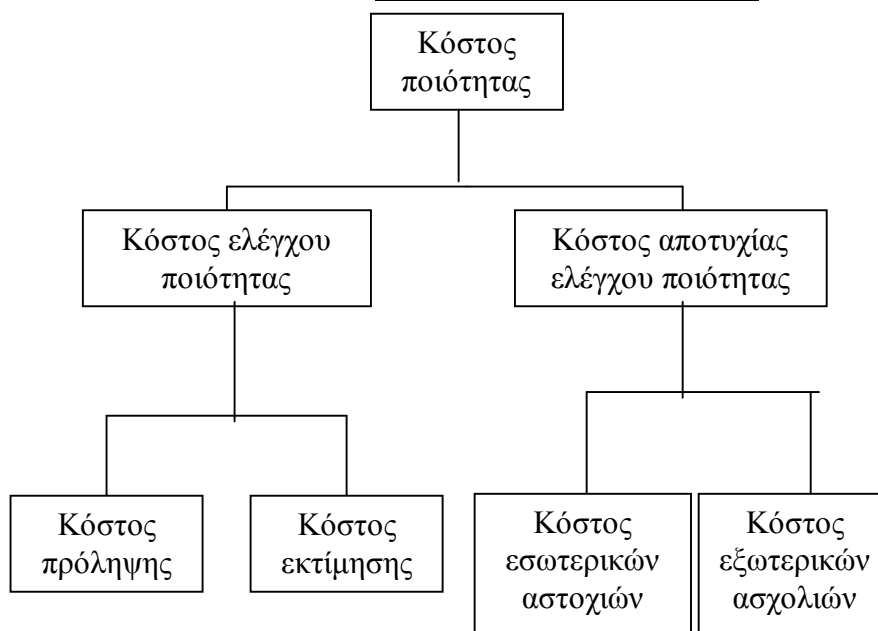 Κόστος
ποιότητας
Κόστος ελέγχου
ποιότητας
Κόστος αποτυχίας
ελέγχου ποιότητας
Κόστος
πρόληψης
Κόστος
εκτίμησης
Κόστος
εσωτερικών
αστοχιών
Κόστος
εξωτερικών
ασχολιών